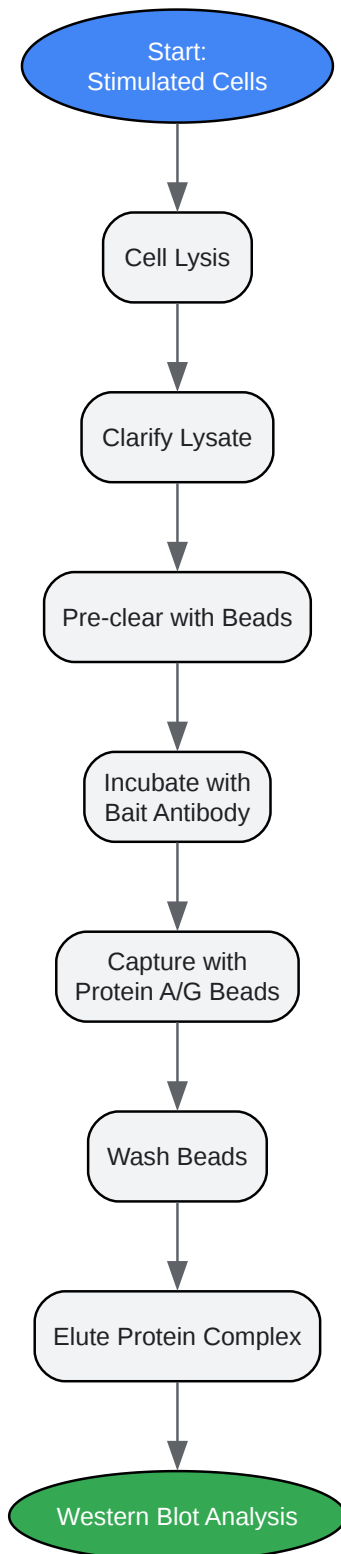 Start:
Stimulated Cells
Cell Lysis
Clarify Lysate
Pre-clear with Beads
Incubate with
Bait Antibody
Capture with
Protein A/G Beads
Wash Beads
Elute Protein Complex
Western Blot Analysis